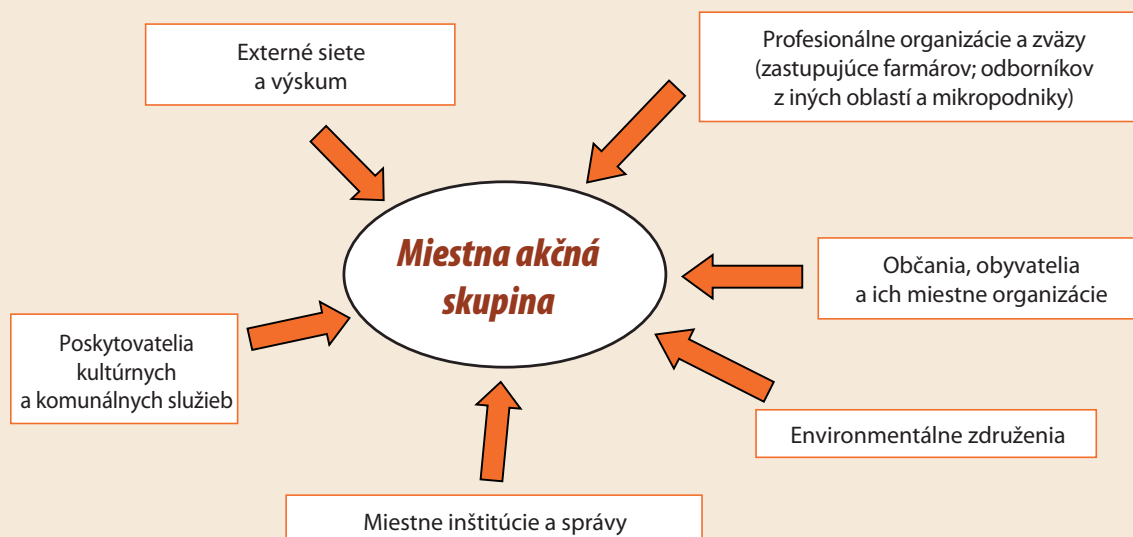 Externé siete
a výskum
Profesionálne organizácie a zväzy
(zastupujúce farmárov; odborníkov
z iných oblastí a mikropodniky)
Miestna akčná
skupina
Občania, obyvatelia
a ich miestne organizácie
Poskytovatelia
kultúrnych
a komunálnych služieb
Environmentálne združenia
Miestne inštitúcie a správy